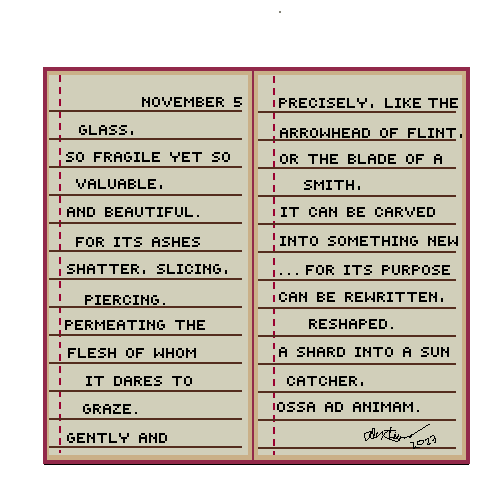 NOVEMBER 5
GLASS.
SO FRAGILE YET SO
VALUABLE.
AND BEAUTIFUL.
FOR ITS ASHES
SHATTER. SLICING.
PIERCING.
PERMEATING THE
FLESH OF WHOM
IT DARES TO
GRAZE.
GENTLY AND
PRECISELY. LIKE THE
ARROWHEAD OF FLINT.
OR THE BLADE OF A
SMITH.
IT CAN BE CARVED
INTO SOMETHING NEW
... FOR ITS PURPOSE
CAN BE REWRITTEN.
RESHAPED.
A SHARD INTO A SUN
CATCHER.
OSSA AD ANIMAM.
2023